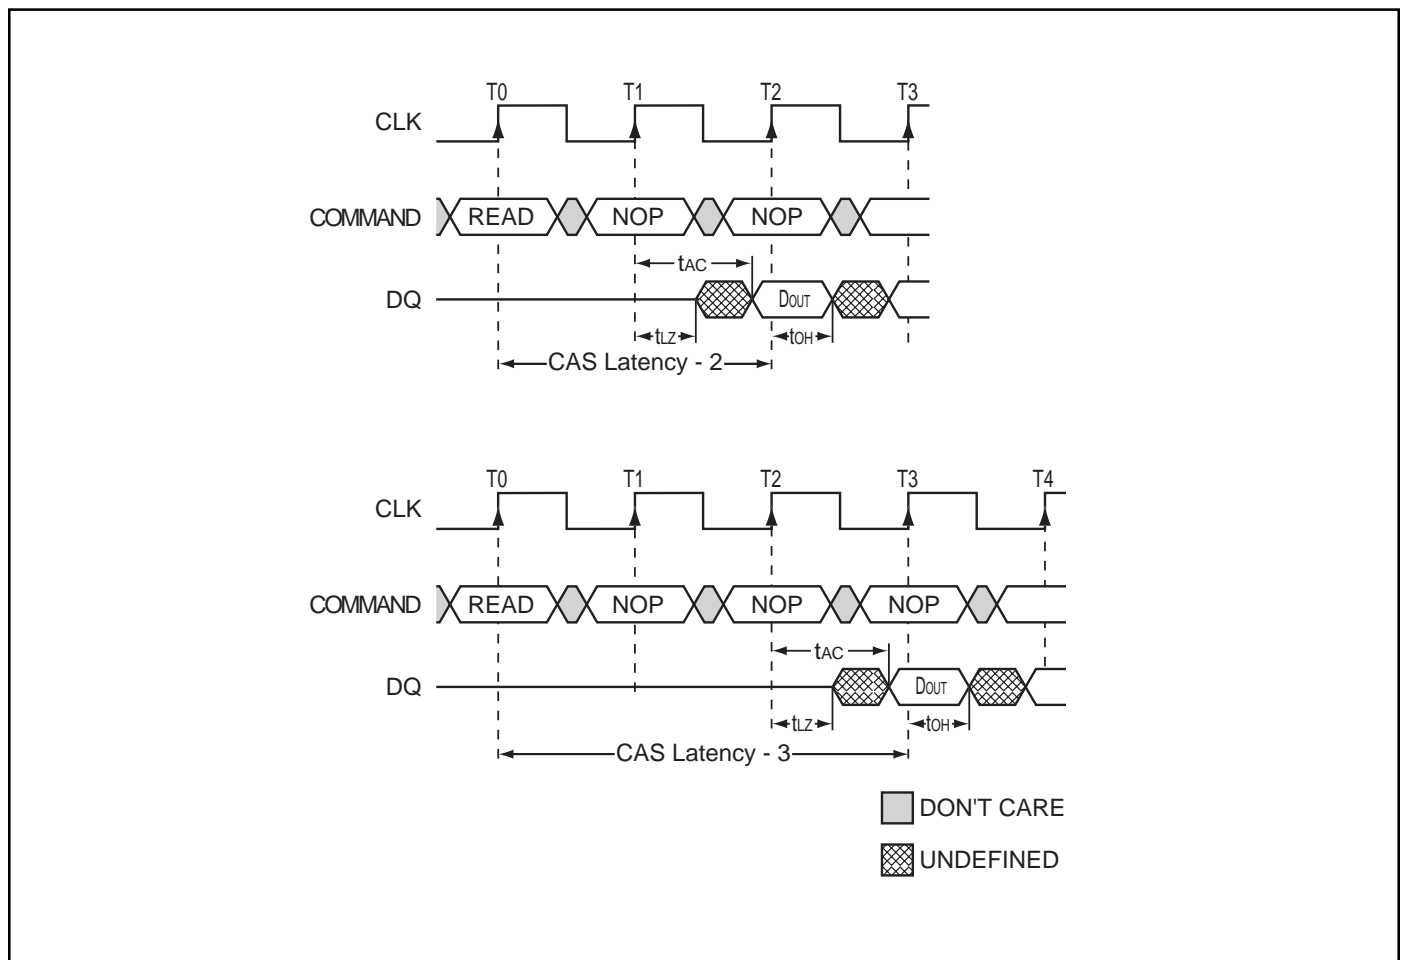 T0 T1 T2 T3
CLK
COMMAND READ NOP NOP
tAC
DQ DOUT
tLZ tOH
CAS Latency - 2
T0 T1 T2 T3 T4
CLK
COMMAND READ NOP NOP NOP
tAC
DQ DOUT
tLZ tOH
CAS Latency - 3
DON'T CARE
UNDEFINED